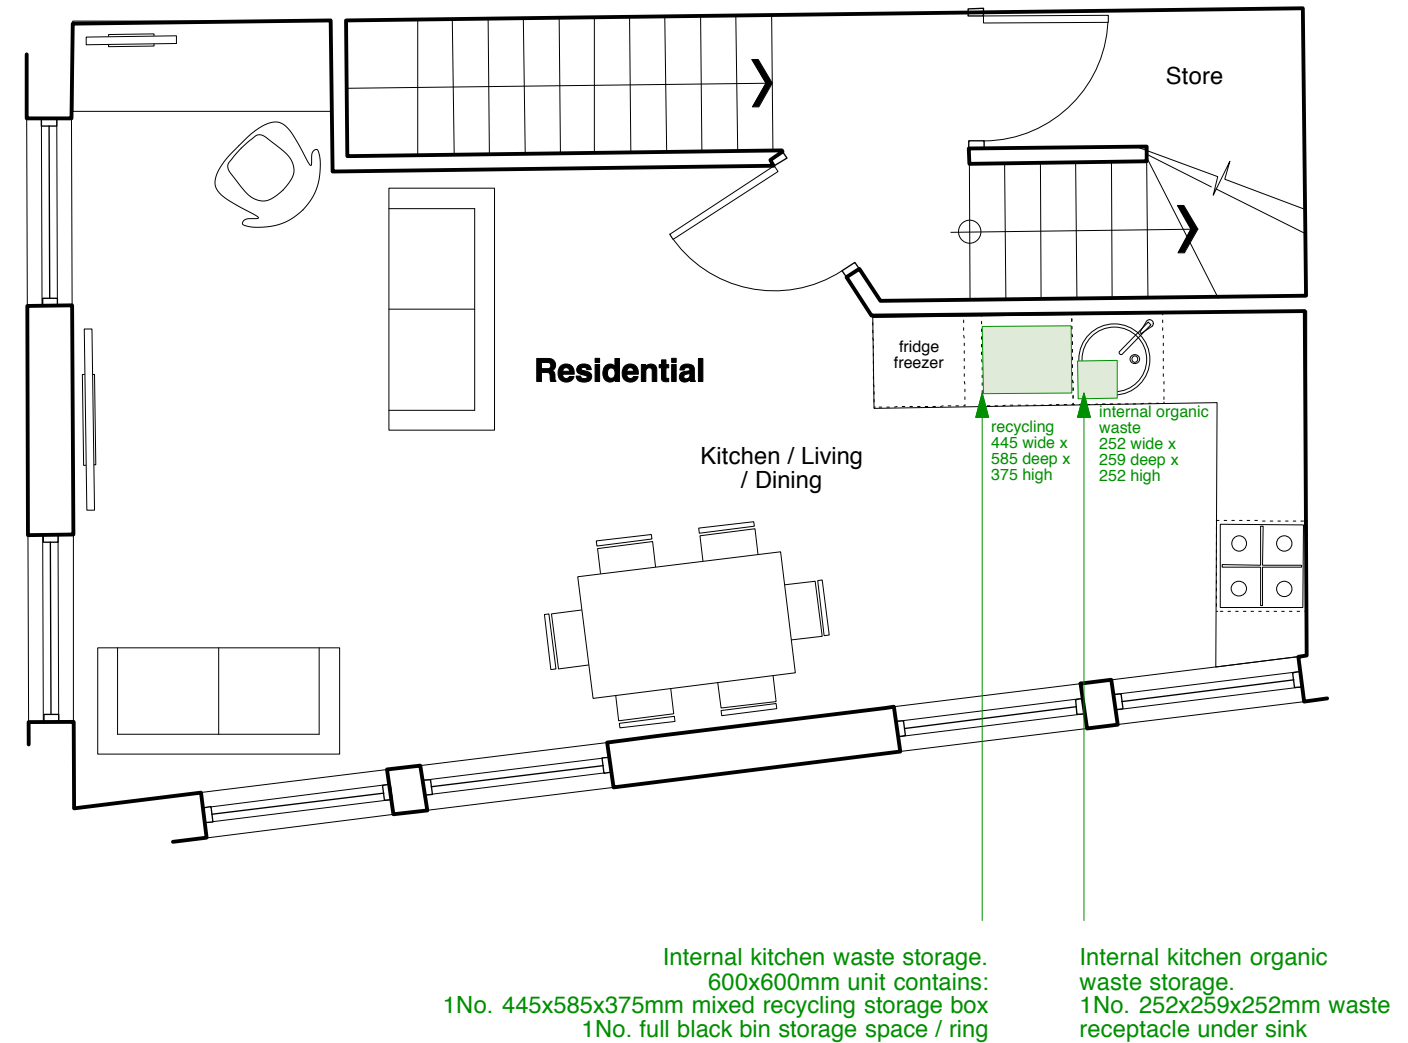 Store
Residential
fridge
freezer
Kitchen / Living
/ Dining
recycling
445 wide x
585 deep x
375 high
internal organic
waste
252 wide x
259 deep x
252 high
Internal kitchen waste storage.
600x600mm unit contains:
1No. 445x585x375mm mixed recycling storage box
1No. full black bin storage space / ring
Internal kitchen organic
waste storage.
1No. 252x259x252mm waste
receptacle under sink